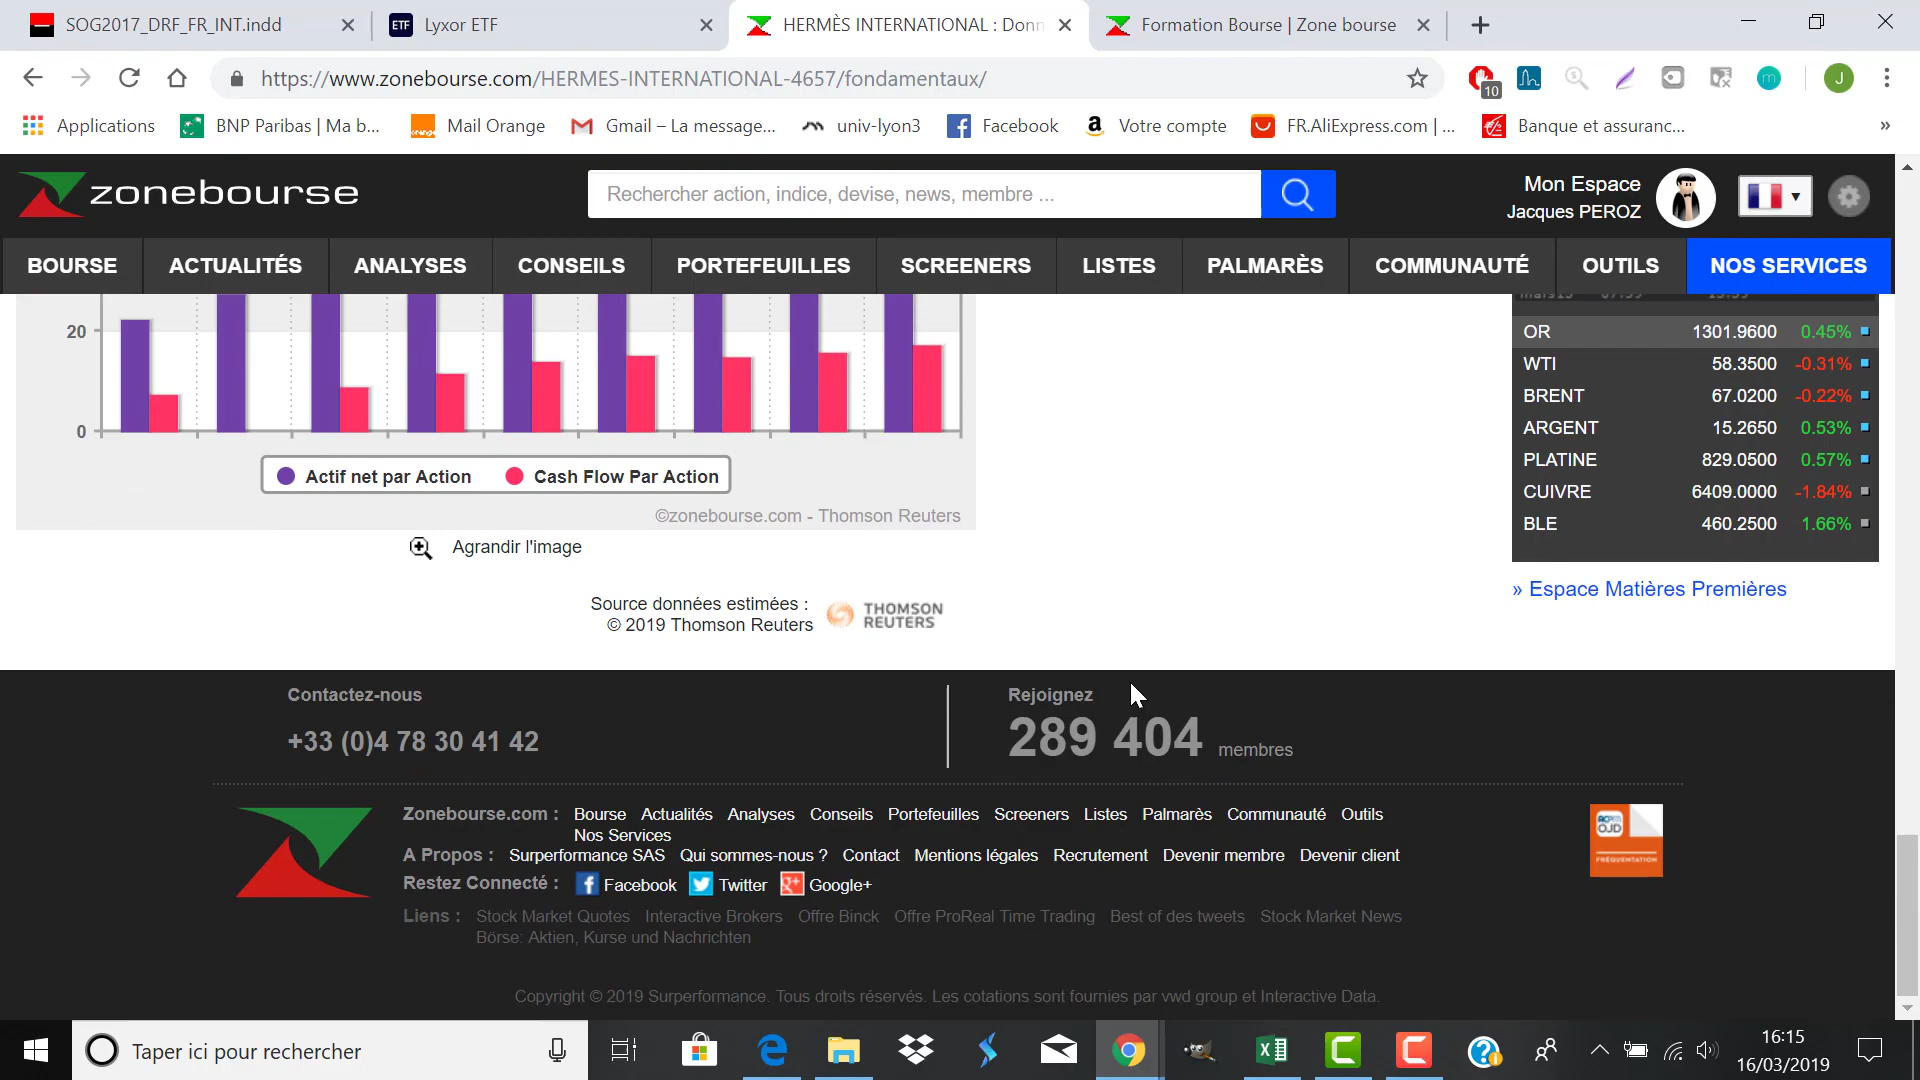 SOG2017_DRF_FR_INT.indd
ETF Lyxor ETF
HERMÈS INTERNATIONAL : Donn
Formation Bourse | Zone bourse
https://www.zonebourse.com/HERMES-INTERNATIONAL-4657/fondamentaux/
10
m
J
Applications
BNP Paribas | Ma b...
Mail Orange
Gmail – La message...
univ-lyon3
Facebook
Votre compte
FR.AliExpress.com | ...
Banque et assuranc...
»
zonebourse
Rechercher action, indice, devise, news, membre ...
Mon Espace
Jacques PEROZ
BOURSE ACTUALITÉS ANALYSES CONSEILS PORTEFEUILLES SCREENERS LISTES PALMARÈS COMMUNAUTÉ OUTILS NOS SERVICES
20
0
Actif net par Action Cash Flow Par Action
©zonebourse.com - Thomson Reuters
Agrandir l'image
Source données estimées :
© 2019 Thomson Reuters
THOMSON
REUTERS
OR 1301.9600 0.45%
WTI 58.3500 -0.31%
BRENT 67.0200 -0.22%
ARGENT 15.2650 0.53%
PLATINE 829.0500 0.57%
CUIVRE 6409.0000 -1.84%
BLE 460.2500 1.66%
» Espace Matières Premières
Contactez-nous
+33 (0)4 78 30 41 42
Rejoignez
289 404 membres
Zonebourse.com : Bourse Actualités Analyses Conseils Portefeuilles Screeners Listes Palmarès Communauté Outils
Nos Services
A Propos : Surperformance SAS Qui sommes-nous ? Contact Mentions légales Recrutement Devenir membre Devenir client
Restez Connecté : Facebook Twitter Google+
Liens : Stock Market Quotes Interactive Brokers Offre Binck Offre ProReal Time Trading Best of des tweets Stock Market News
Börse: Aktien, Kurse und Nachrichten
ACPM
OJD
FRÉQUENTATION
Copyright © 2019 Surperformance. Tous droits réservés. Les cotations sont fournies par vwd group et Interactive Data.
Taper ici pour rechercher
16:15
16/03/2019